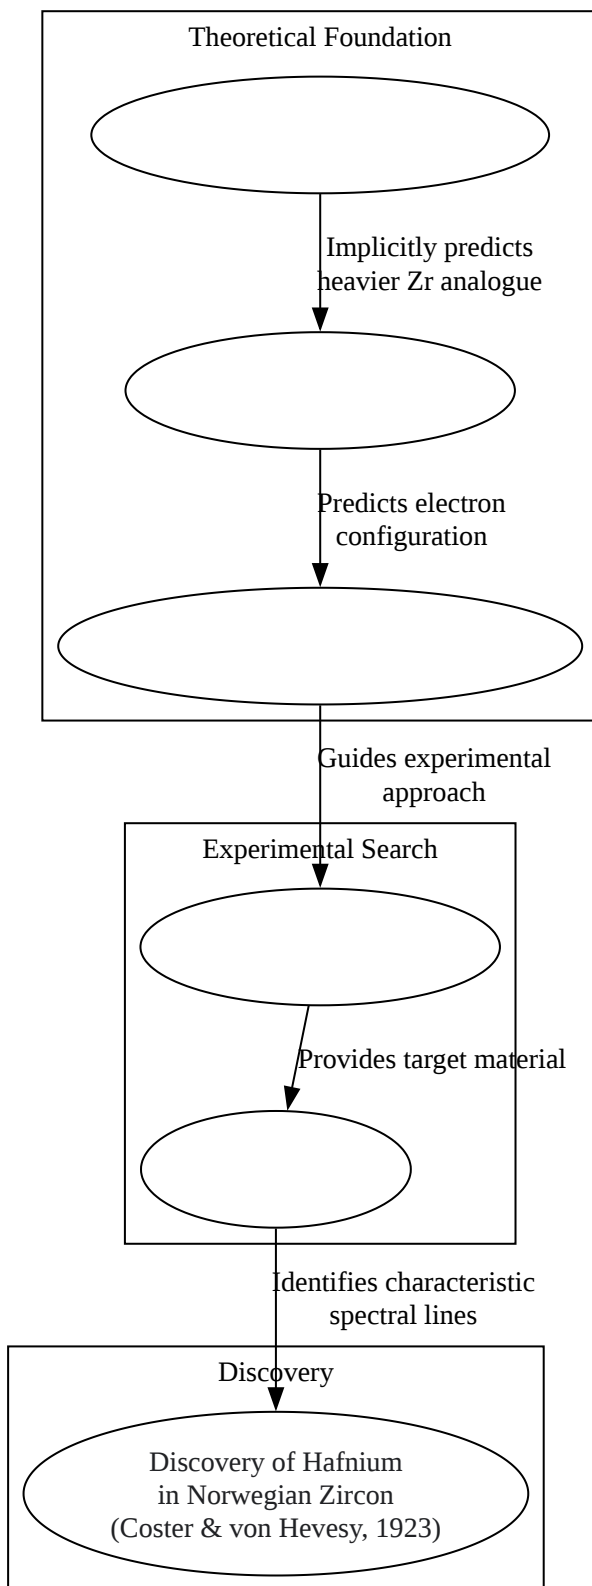 Theoretical Foundation
Implicitly predicts
heavier Zr analogue
Predicts electron
configuration
Guides experimental
approach
Experimental Search
Provides target material
Identifies characteristic
spectral lines
Discovery
Discovery of Hafnium
in Norwegian Zircon
(Coster & von Hevesy, 1923)